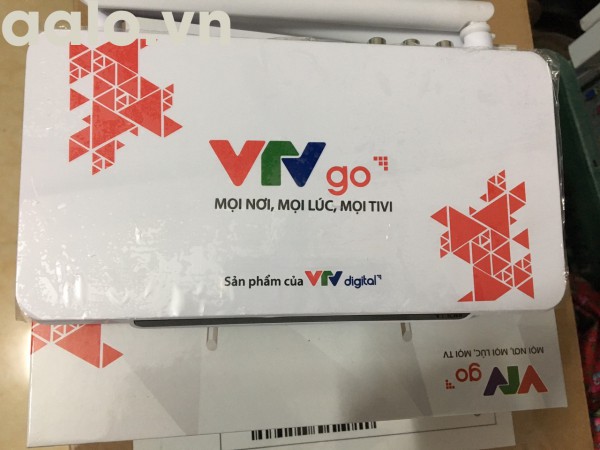 aalo.vn
VTV go
MỌI NƠI, MỌI LÚC, MỌI TIVI
Sản phẩm của VTV digital
MỌI NƠI, MỌI LÚC, MỌI TV
VTV go